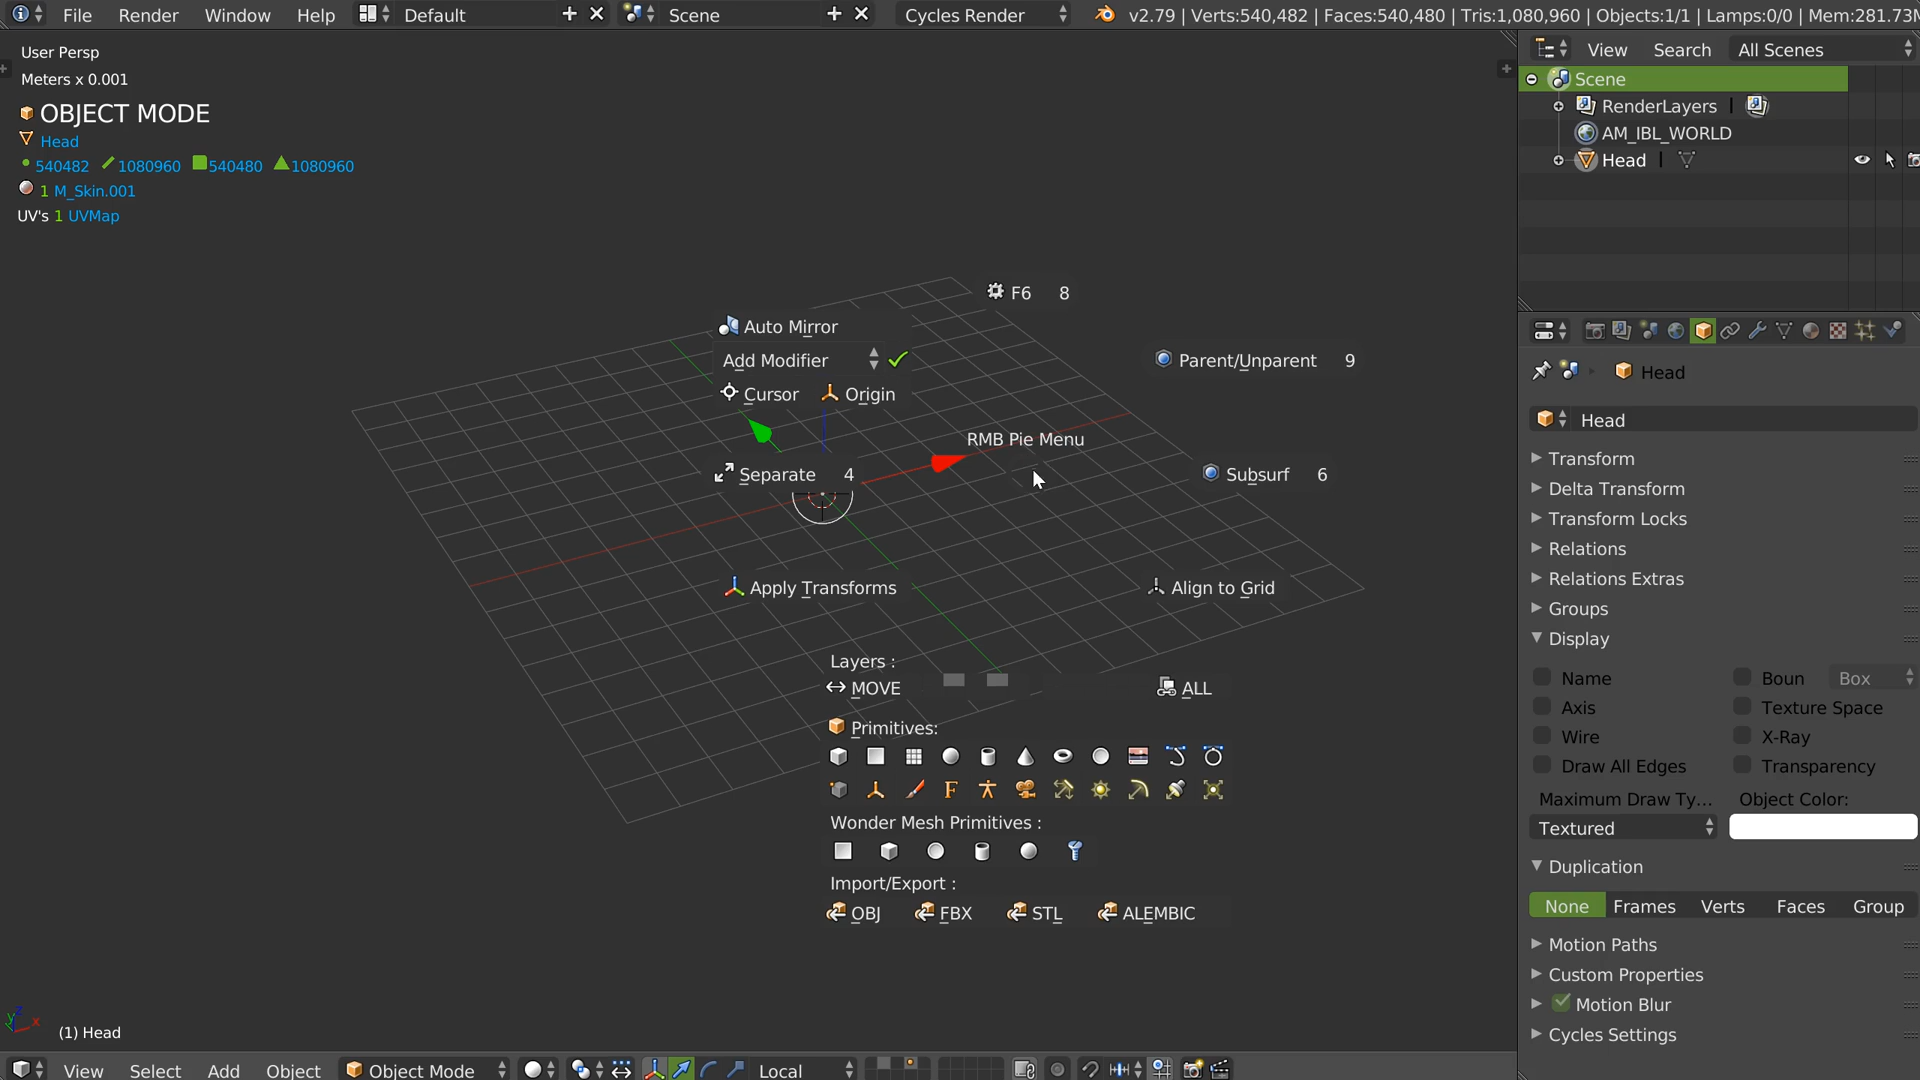 File Render Window Help Default Scene Cycles Render v2.79 | Verts:540,482 | Faces:540,480 | Tris:1,080,960 | Objects:1/1 | Lamps:0/0 | Mem:281.73M
User Persp
Meters x 0.001
OBJECT MODE
Head
540482 1080960 540480 1080960
1 M_Skin.001
UV's 1 UVMap
F6 8
Auto Mirror
Add Modifier
Parent/Unparent 9
Cursor Origin
RMB Pie Menu
Separate 4
Subsurf 6
Apply Transforms
Align to Grid
Layers :
MOVE
ALL
Primitives:
F
Wonder Mesh Primitives :
Import/Export :
OBJ FBX STL ALEMBIC
z
y x
(1) Head
View Select Add Object Object Mode Local
View Search All Scenes
Scene
RenderLayers |
AM_IBL_WORLD
Head |
Head
Head
Transform
Delta Transform
Transform Locks
Relations
Relations Extras
Groups
Display
Name Boun Box
Axis Texture Space
Wire X-Ray
Draw All Edges Transparency
Maximum Draw Ty... Object Color:
Textured
Duplication
None Frames Verts Faces Group
Motion Paths
Custom Properties
Motion Blur
Cycles Settings